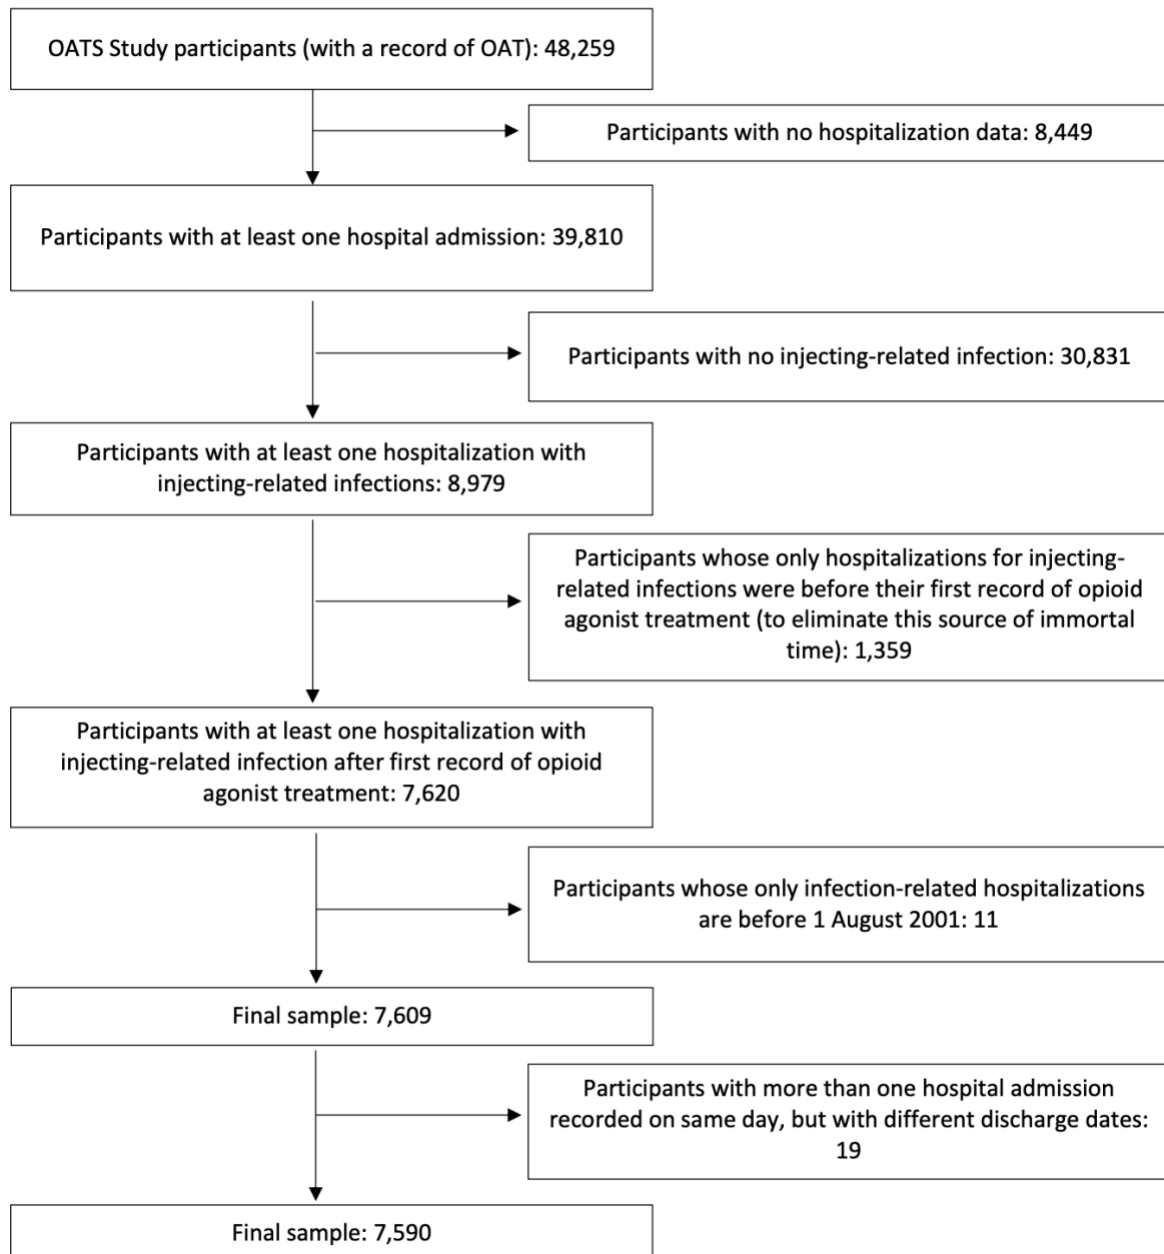 OATS Study participants (with a record of OAT): 48,259
Participants with no hospitalization data: 8,449
Participants with at least one hospital admission: 39,810
Participants with no injecting-related infection: 30,831
Participants with at least one hospitalization with
injecting-related infections: 8,979
Participants whose only hospitalizations for injecting-
related infections were before their first record of opioid
agonist treatment (to eliminate this source of immortal
time): 1,359
Participants with at least one hospitalization with
injecting-related infection after first record of opioid
agonist treatment: 7,620
Participants whose only infection-related hospitalizations
are before 1 August 2001: 11
Final sample: 7,609
Participants with more than one hospital admission
recorded on same day, but with different discharge dates:
19
Final sample: 7,590